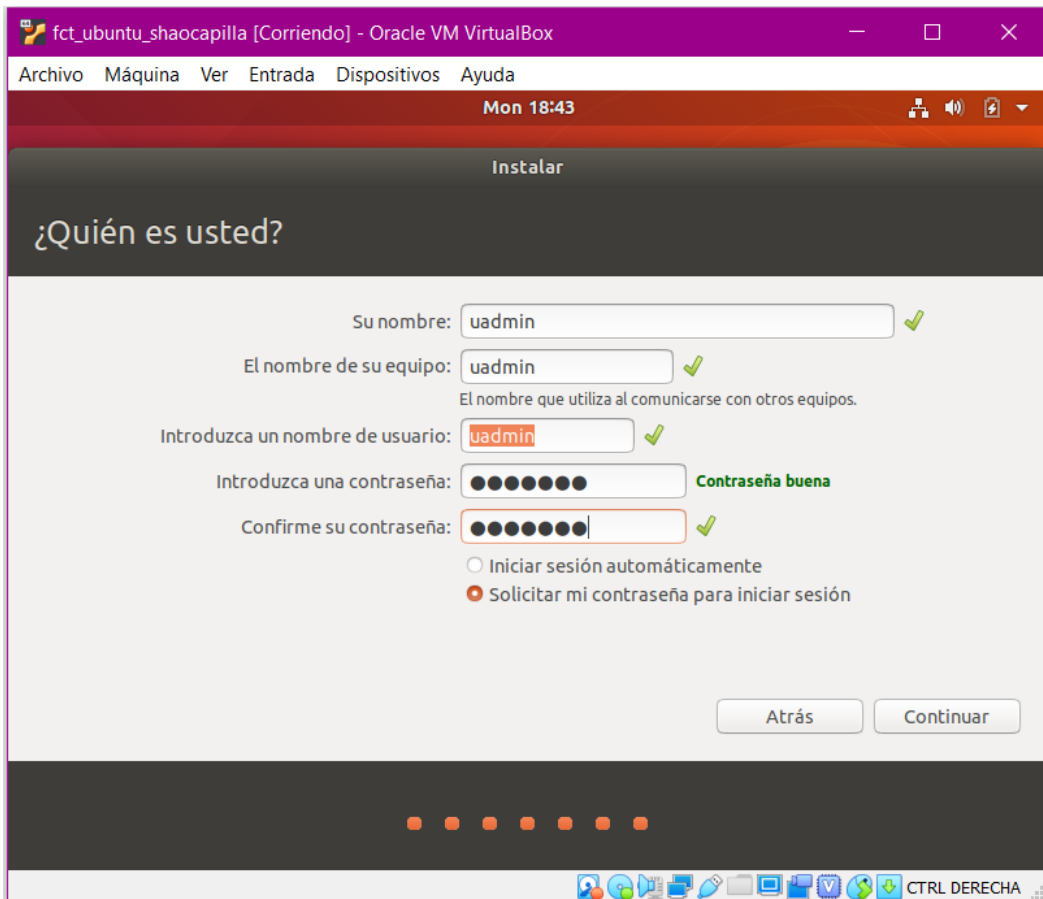 fct_ubuntu_shaocapilla [Corriendo] - Oracle VM VirtualBox
Archivo Máquina Ver Entrada Dispositivos Ayuda
Mon 18:43
Instalar
¿Quién es usted?
Su nombre: uadmin
El nombre de su equipo: uadmin
El nombre que utiliza al comunicarse con otros equipos.
Introduzca un nombre de usuario: uadmin
Introduzca una contraseña: ●●●●●●● Contraseña buena
Confirme su contraseña: ●●●●●●●
Iniciar sesión automáticamente
Solicitar mi contraseña para iniciar sesión
Atrás Continuar
CTRL DERECHA